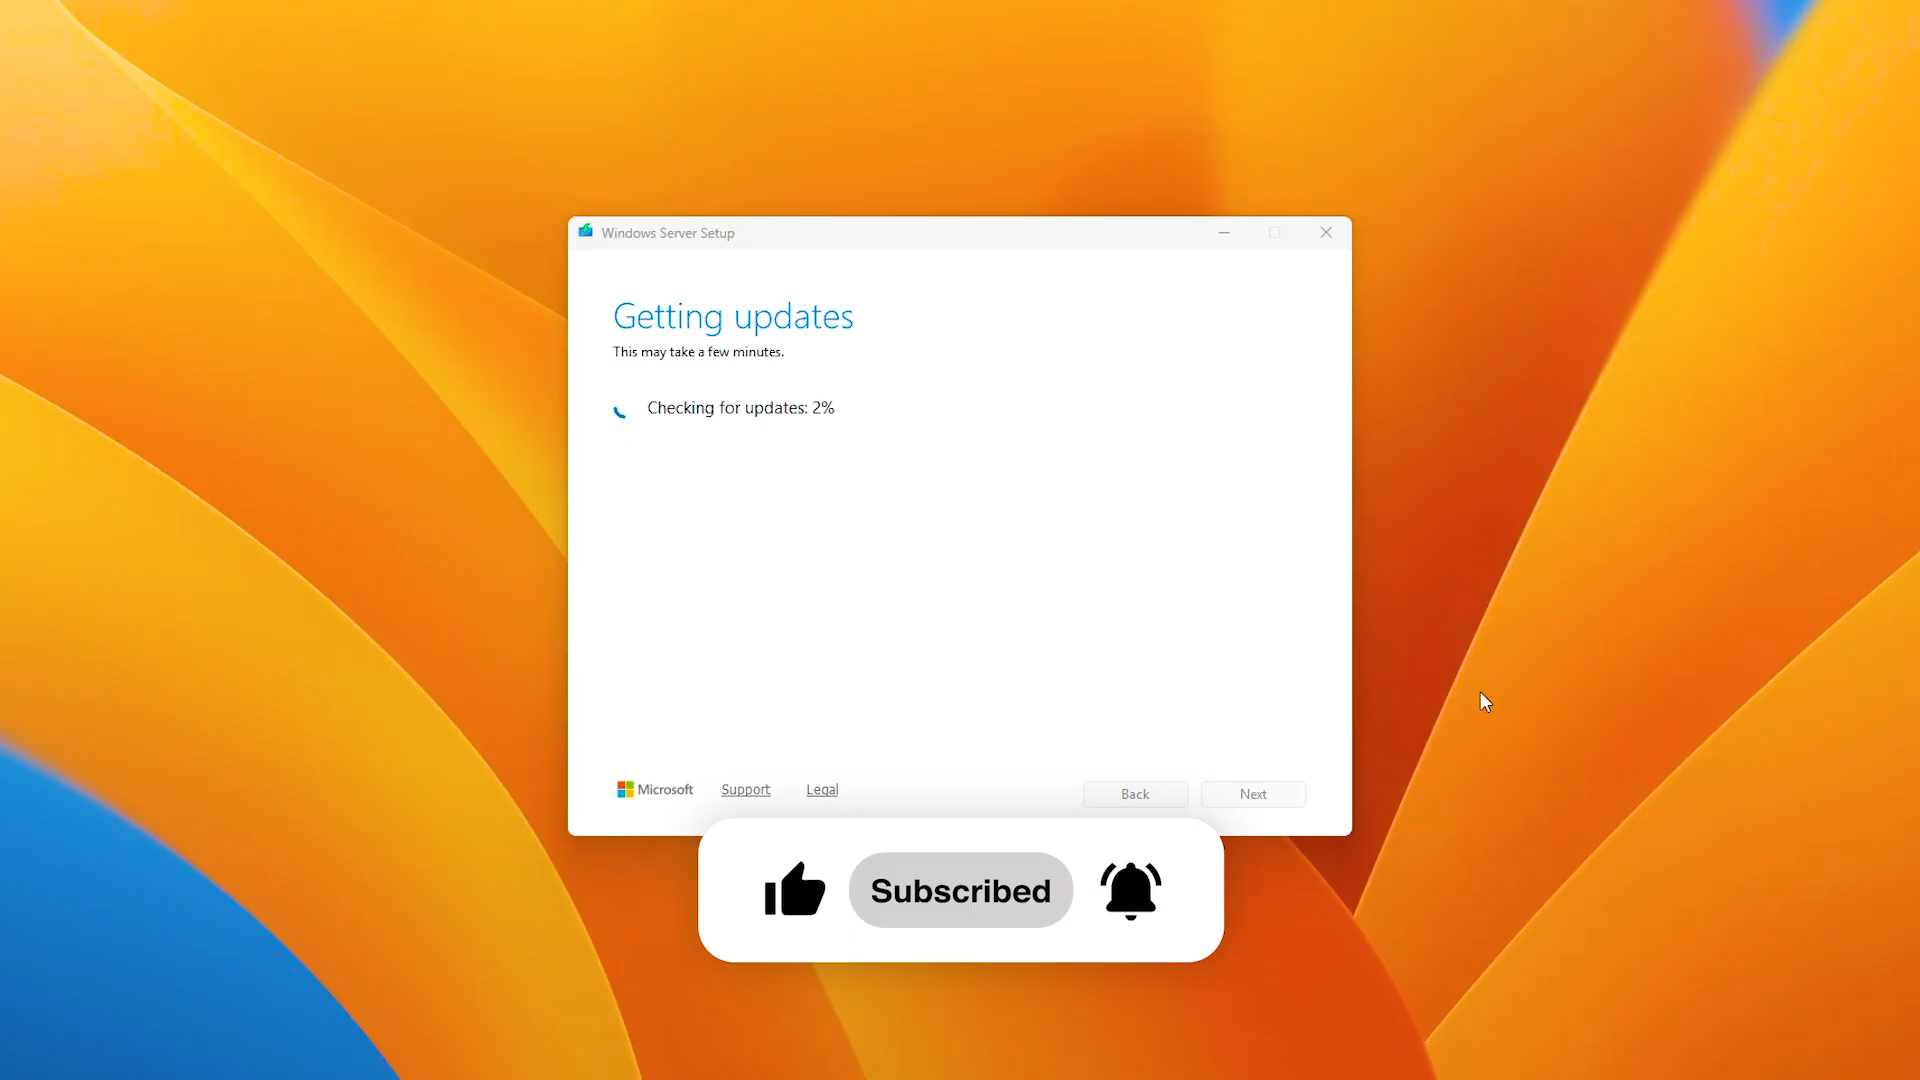 Windows Server Setup
Getting updates
This may take a few minutes.
Checking for updates: 2%
Microsoft Support Legal Back Next
Subscribed